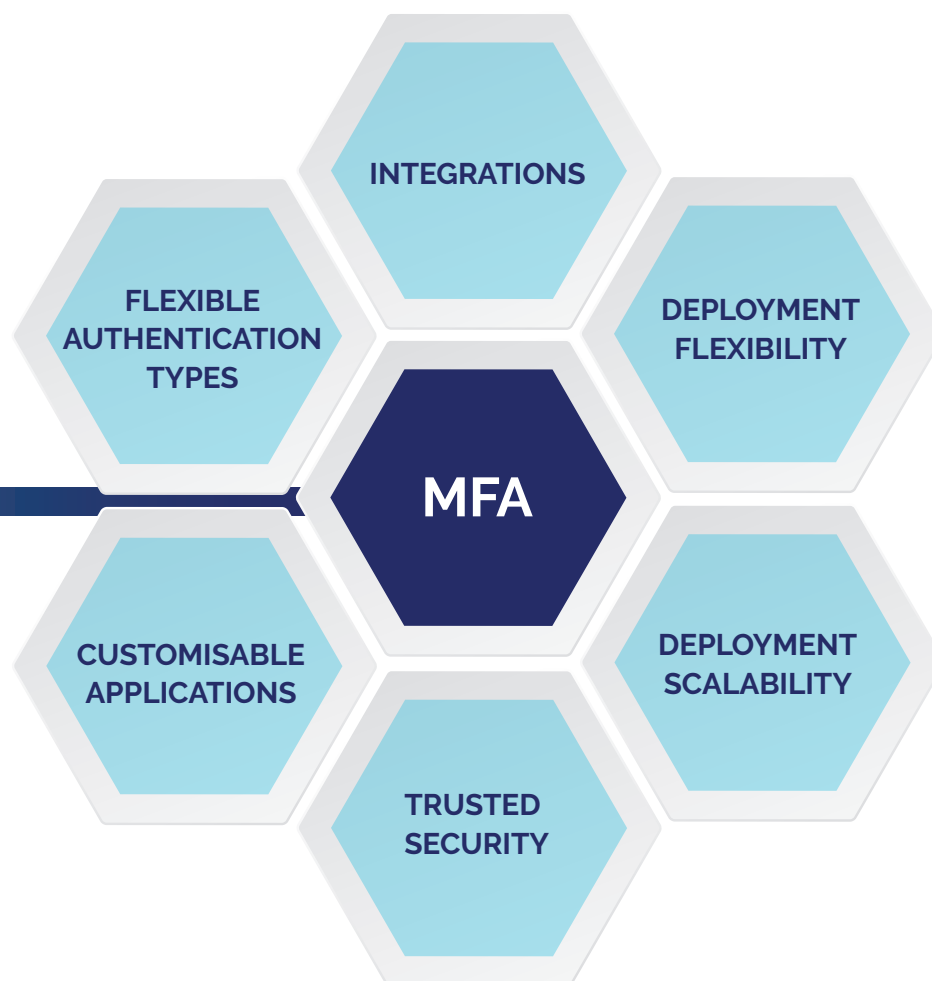 INTEGRATIONS
FLEXIBLE
AUTHENTICATION
TYPES
DEPLOYMENT
FLEXIBILITY
MFA
CUSTOMISABLE
APPLICATIONS
DEPLOYMENT
SCALABILITY
TRUSTED
SECURITY